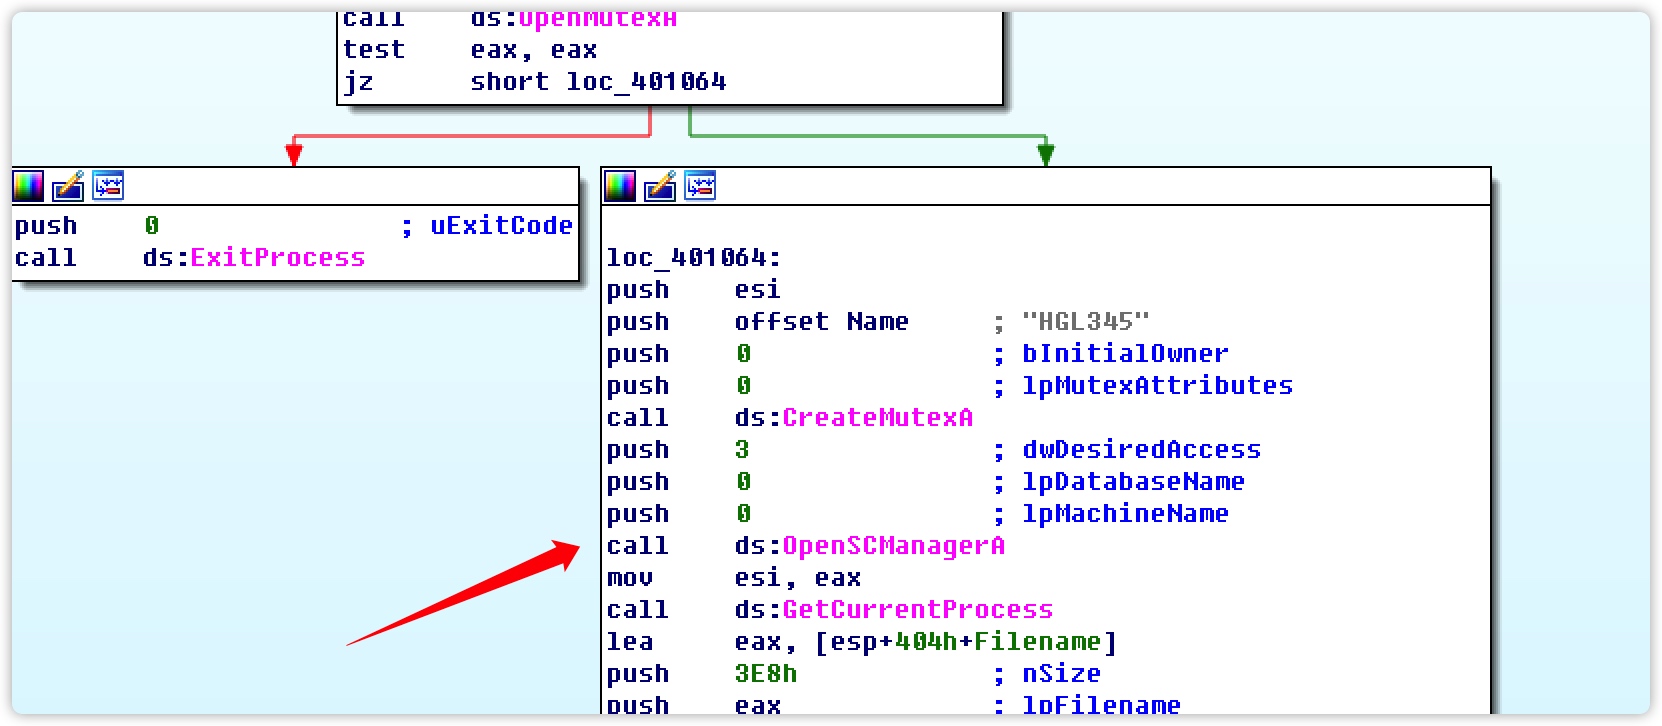 call ds:OpenMutexA
test eax, eax
jz short loc_401064
push 0 ; uExitCode
call ds:ExitProcess
loc_401064:
push esi
push offset Name ; "HGL345"
push 0 ; bInitialOwner
push 0 ; lpMutexAttributes
call ds:CreateMutexA
push 3 ; dwDesiredAccess
push 0 ; lpDatabaseName
push 0 ; lpMachineName
call ds:OpenSCManagerA
mov esi, eax
call ds:GetCurrentProcess
lea eax, [esp+404h+Filename]
push 3E8h ; nSize
push eax ; lpFilename